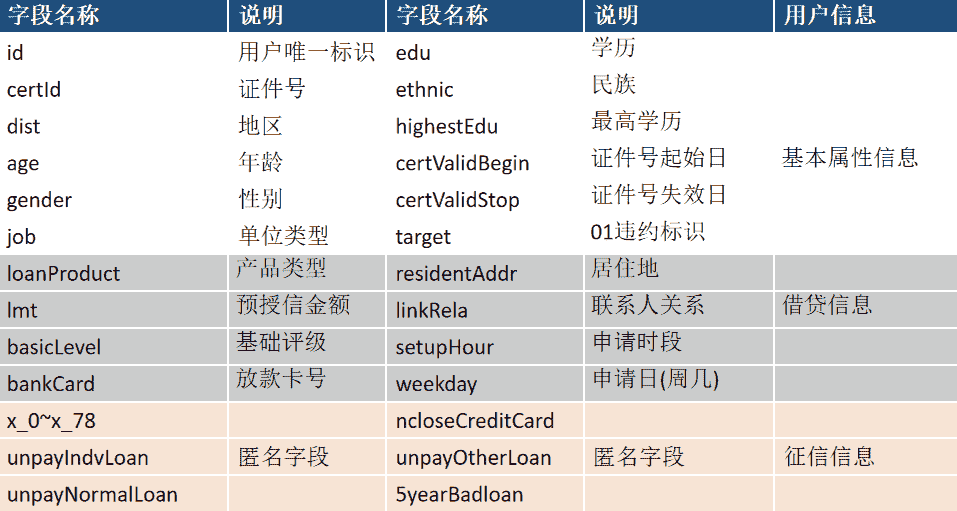 字段名称 说明 字段名称 说明 用户信息
id 用户唯一标识 edu 学历
certId 证件号 ethnic 民族
dist 地区 highestEdu 最高学历
age 年龄 certValidBegin 证件号起始日 基本属性信息
gender 性别 certValidStop 证件号失效日
job 单位类型 target 01违约标识
loanProduct 产品类型 residentAddr 居住地
lmt 预授信金额 linkRela 联系人关系 借贷信息
basicLevel 基础评级 setupHour 申请时段
bankCard 放款卡号 weekday 申请日(周几)
x_0~x_78 ncloseCreditCard
unpayIndvLoan 匿名字段 unpayOtherLoan 匿名字段 征信信息
unpayNormalLoan 5yearBadloan